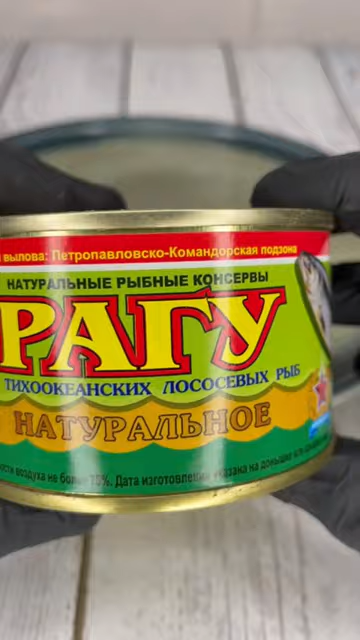 вылова: Петропавловско-Командорская подзона
НАТУРАЛЬНЫЕ РЫБНЫЕ КОНСЕРВЫ
РАГУ
ТИХООКЕАНСКИХ ЛОСОСЕВЫХ РЫБ
НАТУРАЛЬНОЕ
воздуха не более 75%. Дата изготовления указана на донышке